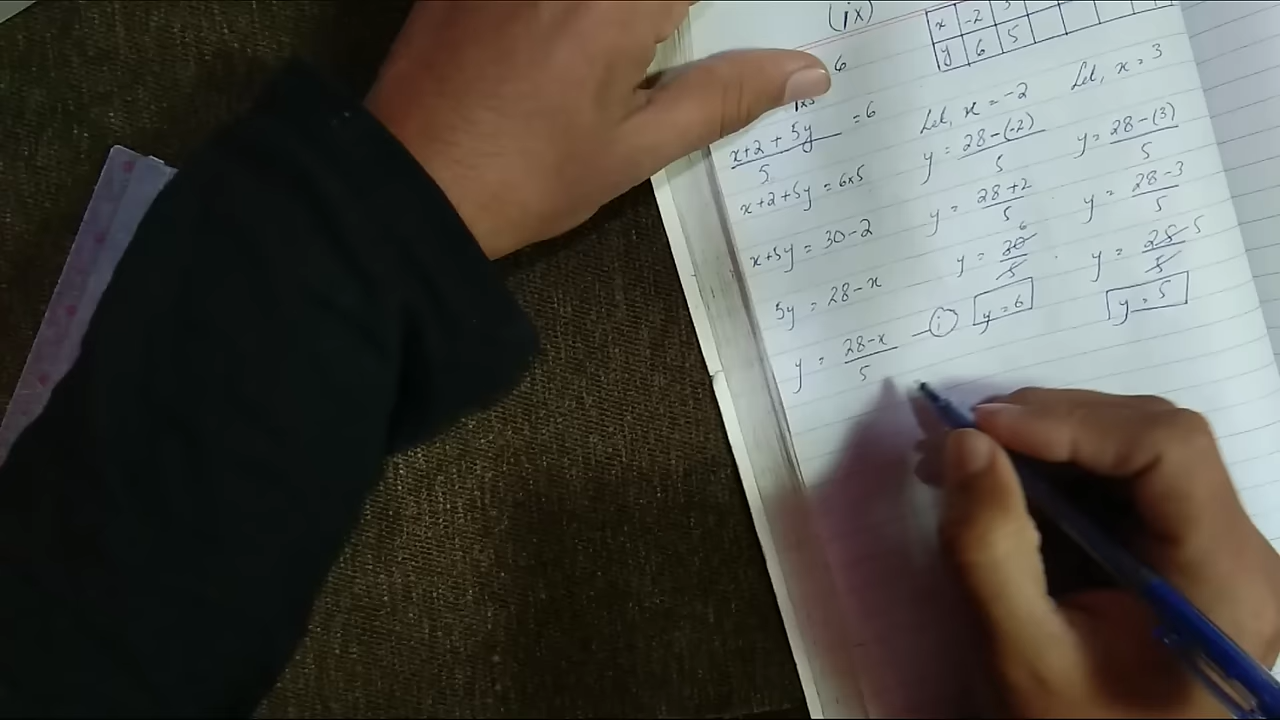 (ix)
x -2 3
y 6 5
6
x+2+5y/5 = 6
x+2+5y = 6x5
x+5y = 30-2
5y = 28-x
y = 28-x/5 — (i)
Let, x = -2
y = 28-(-2)/5
y = 28+2/5
y = 30/5 6
y = 6
Let, x = 3
y = 28-(3)/5
y = 28-3/5
y = 25/5 5
y = 5